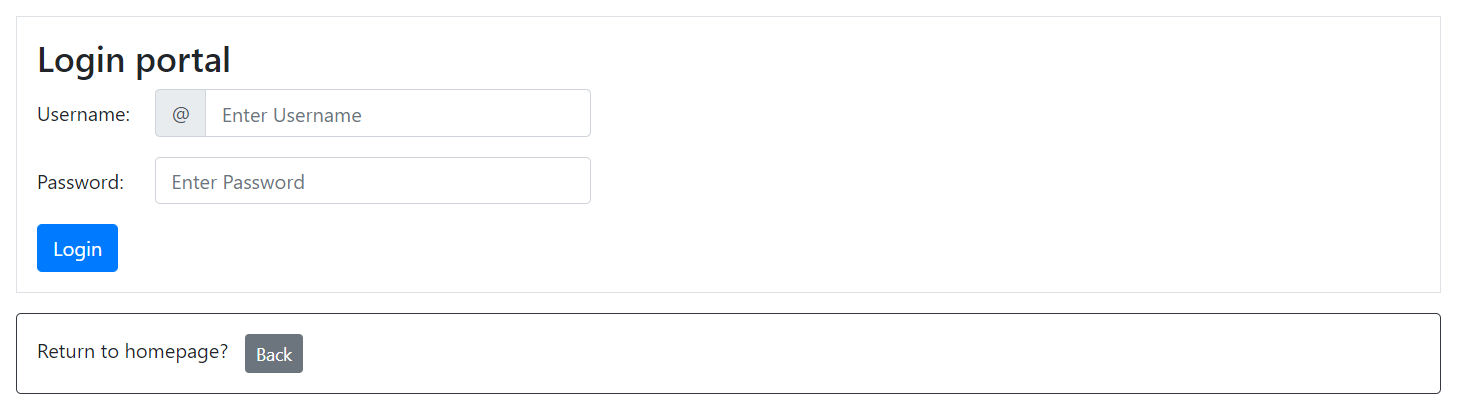 Login portal
Username: @ Enter Username
Password: Enter Password
Login
Return to homepage? Back